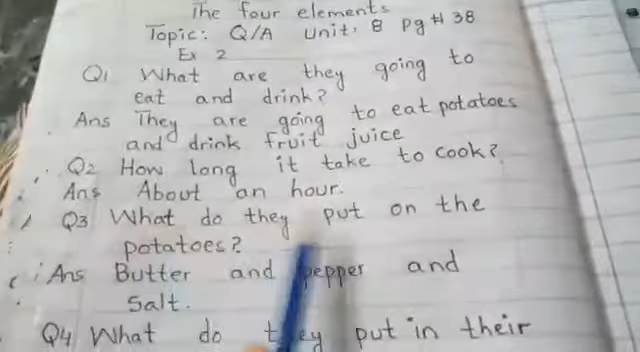 The four elements
Topic: Q/A Unit: 8 pg # 38
Ex 2
Q1 What are they going to
eat and drink?
Ans They are going to eat potatoes
and drink fruit juice
Q2 How long it take to cook?
Ans About an hour.
Q3 What do they put on the
potatoes?
Ans Butter and pepper and
Salt.
Q4 What do they put in their